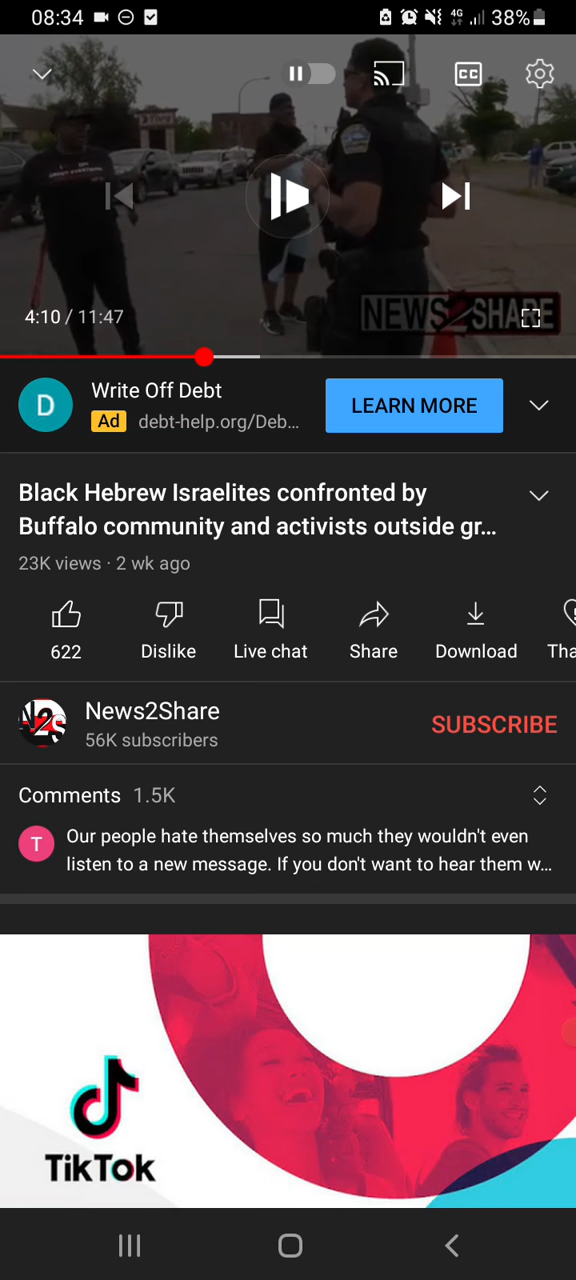 08:34
4G
38%
CC
4:10 / 11:47
NEWS2SHARE
D
Write Off Debt
Ad debt-help.org/Deb...
LEARN MORE
Black Hebrew Israelites confronted by
Buffalo community and activists outside gr...
23K views · 2 wk ago
622
Dislike
Live chat
Share
Download
Tha
N2S
News2Share
56K subscribers
SUBSCRIBE
Comments 1.5K
T
Our people hate themselves so much they wouldn't even
listen to a new message. If you don't want to hear them w...
TikTok